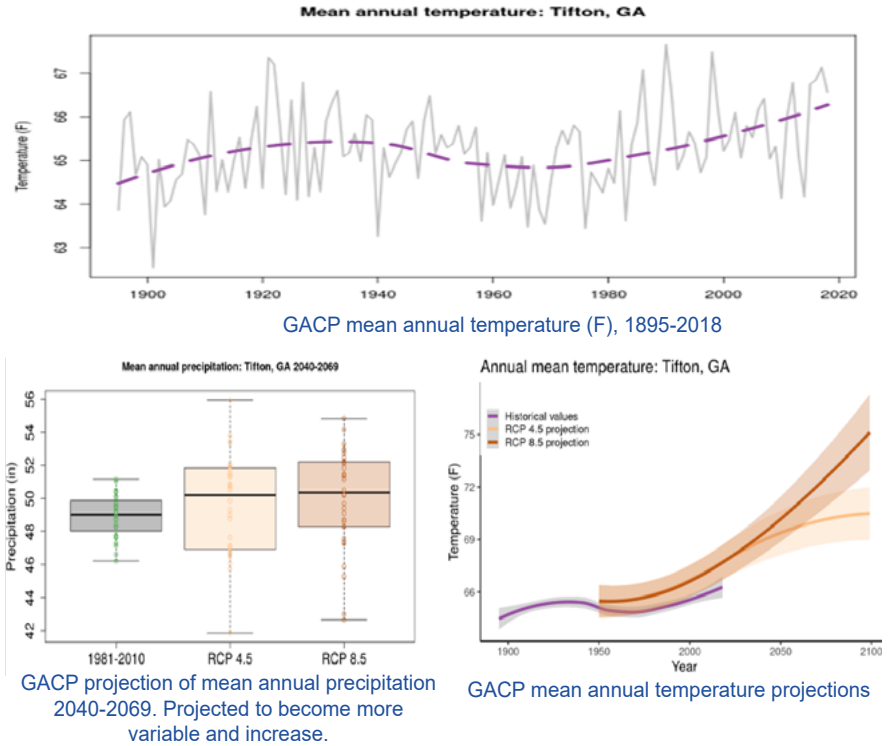 Mean annual temperature: Tifton, GA
Temperature (F)
67
66
65
64
63
1900 1920 1940 1960 1980 2000 2020
GACP mean annual temperature (F), 1895-2018
Mean annual precipitation: Tifton, GA 2040-2069
Precipitation (in)
56
54
52
50
48
46
44
42
1981-2010 RCP 4.5 RCP 8.5
GACP projection of mean annual precipitation
2040-2069. Projected to become more
variable and increase.
Annual mean temperature: Tifton, GA
Historical values
RCP 4.5 projection
RCP 8.5 projection
Temperature (F)
75
72
69
66
1900 1950 2000 2050 2100
Year
GACP mean annual temperature projections